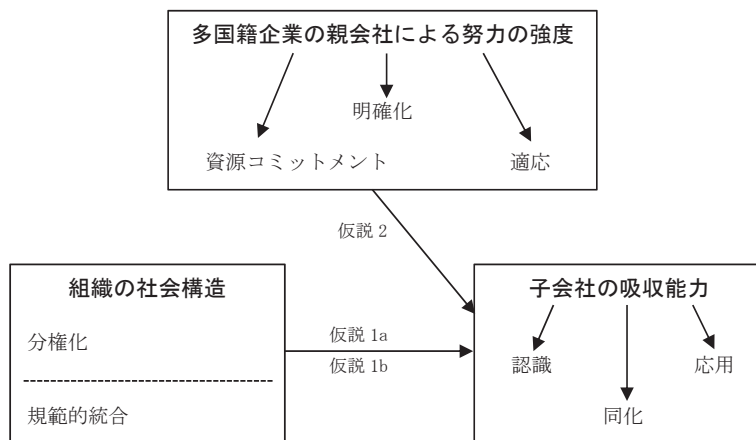 多国籍企業の親会社による努力の強度
明確化
資源コミットメント
適応
仮説 2
組織の社会構造
分権化
規範的統合
仮説 1a
仮説 1b
子会社の吸収能力
認識
応用
同化